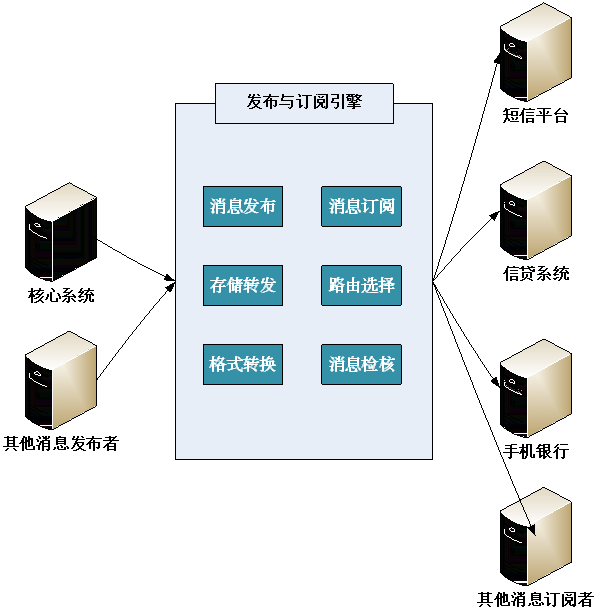 发布与订阅引擎
短信平台
消息发布
消息订阅
信贷系统
核心系统
存储转发
路由选择
格式转换
消息检核
其他消息发布者
手机银行
其他消息订阅者